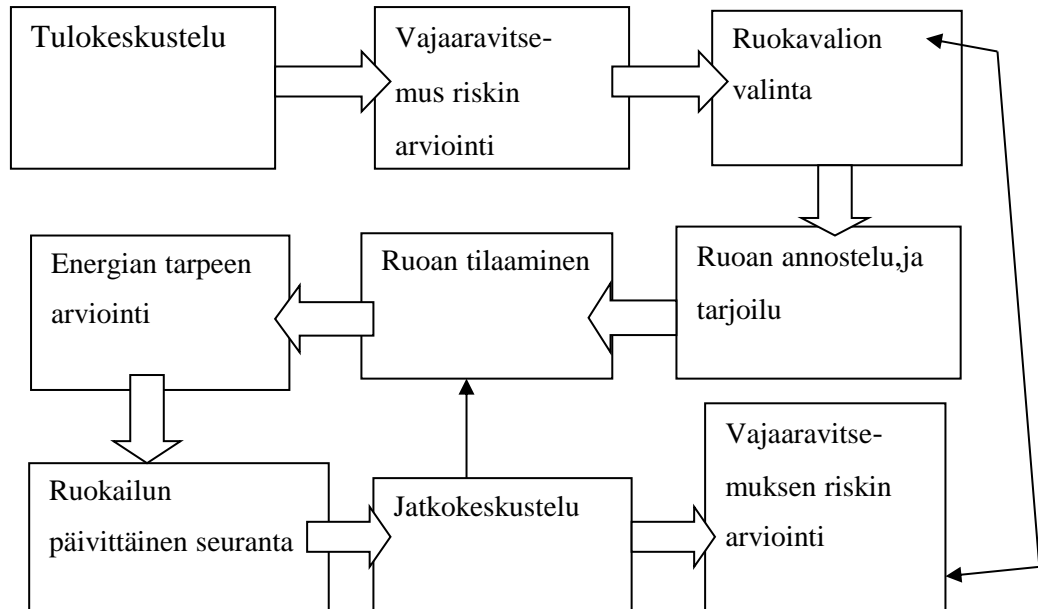 Tulokeskustelu
Vajaaravitse-
mus riskin
arviointi
Ruokavalion
valinta
Energian tarpeen
arviointi
Ruoan tilaaminen
Ruoan annostelu,ja
tarjoilu
Ruokailun
päivittäinen seuranta
Jatkokeskustelu
Vajaaravitse-
muksen riskin
arviointi